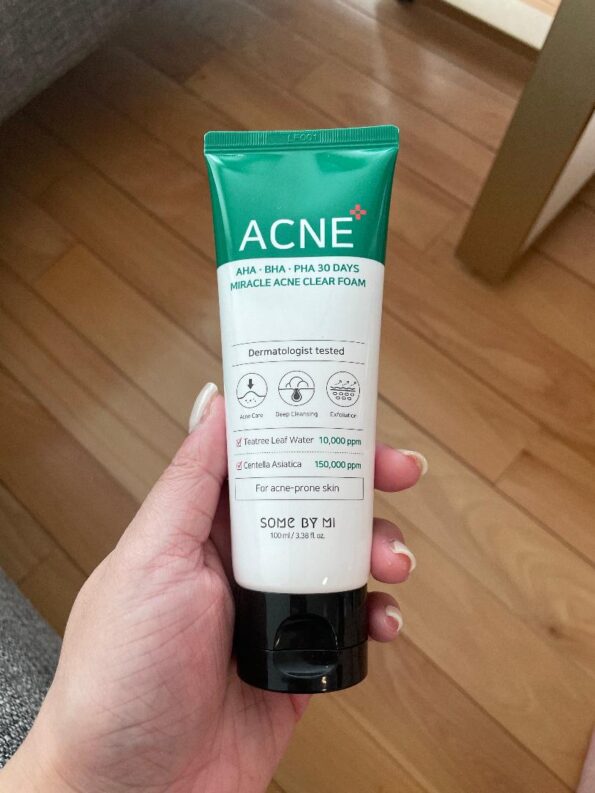 LF001
ACNE
AHA · BHA · PHA 30 DAYS
MIRACLE ACNE CLEAR FOAM
Dermatologist tested
Acne Care Deep Cleansing Exfoliance
Teatree Leaf Water 10,000 ppm
Centella Asiatica 150,000 ppm
For acne-prone skin
SOME BY MI
100 ml / 3.38 fl. oz.